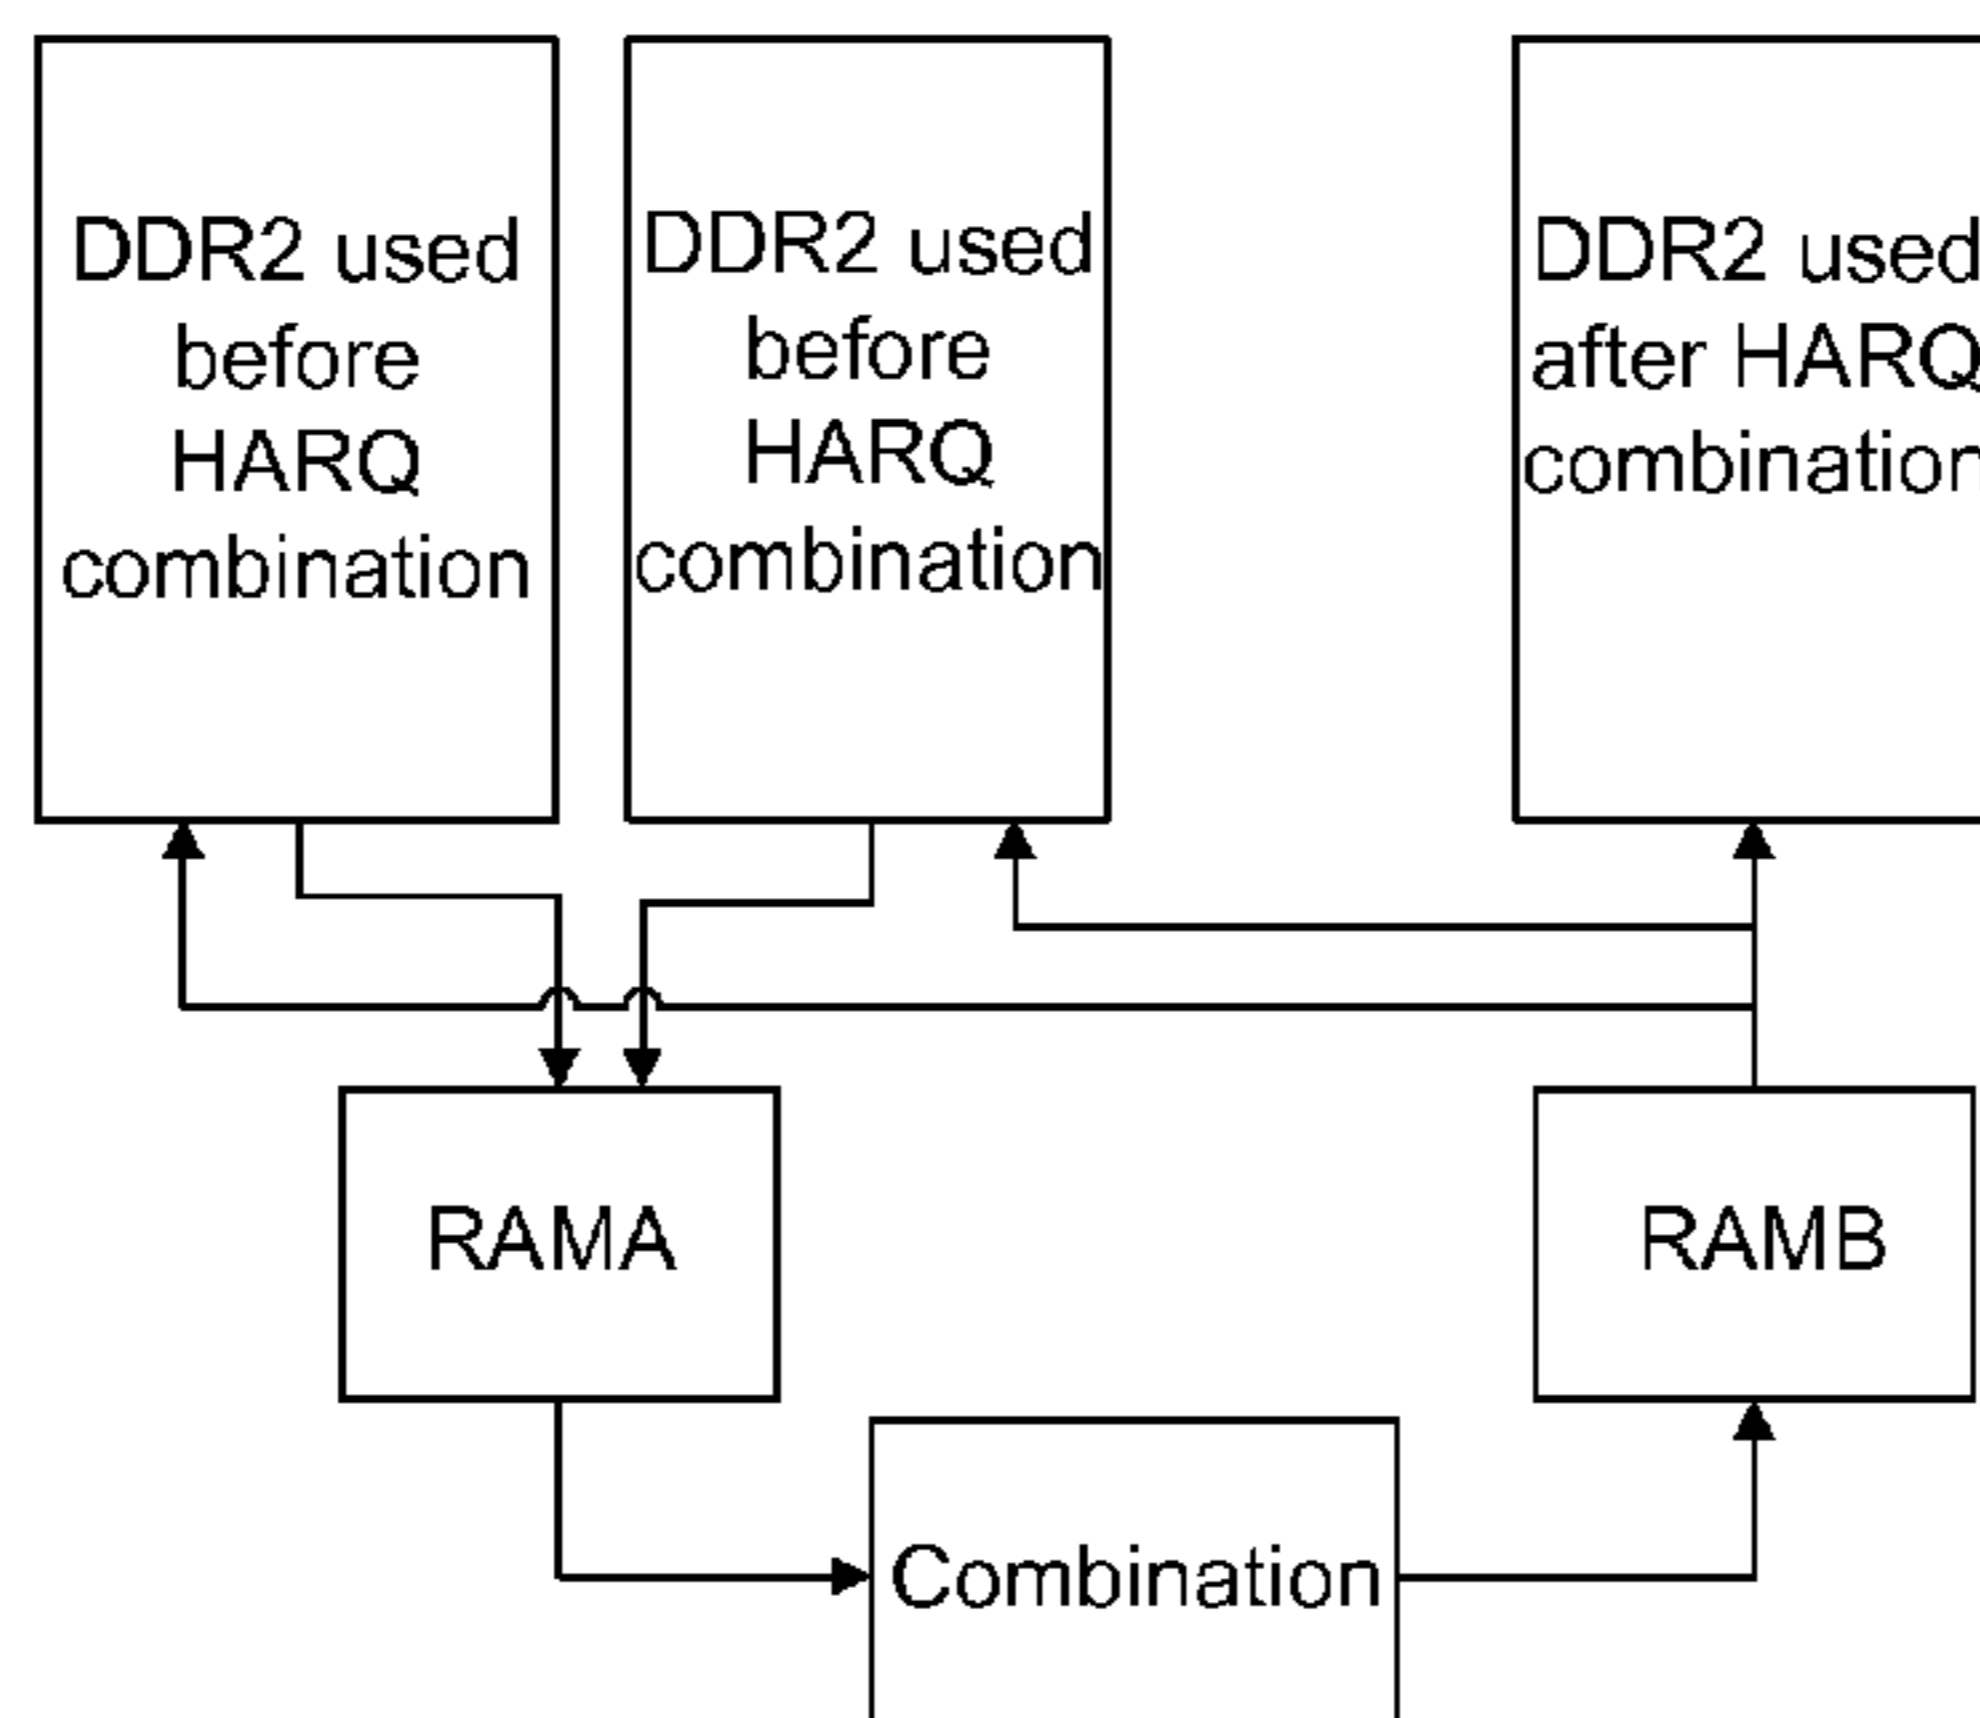 DDR2 used
before
HARQ
combination
DDR2 used
before
HARQ
combination
DDR2 used
after HARQ
combination
RAMA
RAMB
Combination